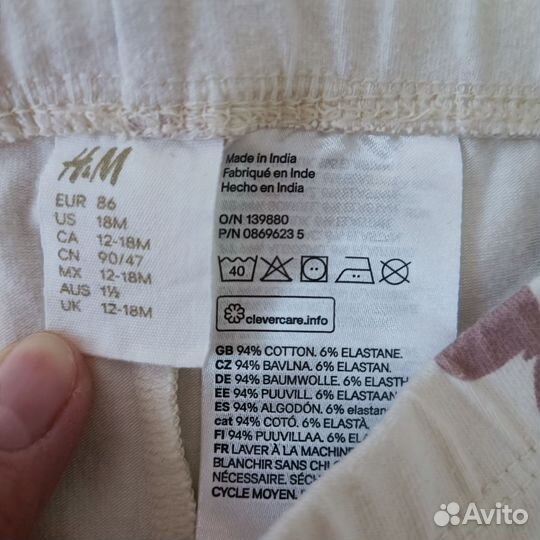 H&M
EUR 86
US 18M
CA 12-18M
CN 90/47
MX 12-18M
AUS 1½
UK 12-18M
Made in India
Fabriqué en Inde
Hecho en India
O/N 139880
P/N 0869623 5
40
clevercare.info
GB 94% COTTON. 6% ELASTANE.
CZ 94% BAVLNA. 6% ELASTAN.
DE 94% BAUMWOLLE. 6% ELASTH
EE 94% PUUVILL. 6% ELASTAAN
ES 94% ALGODÓN. 6% elastano
cat 94% COTÓ. 6% ELASTÀ.
FI 94% PUUVILLAA. 6%
FR LAVER À LA MACHINE
BLANCHIR SANS CHL
NÉCESSAIRE. SÉCH
CYCLE MOYEN.
Avito